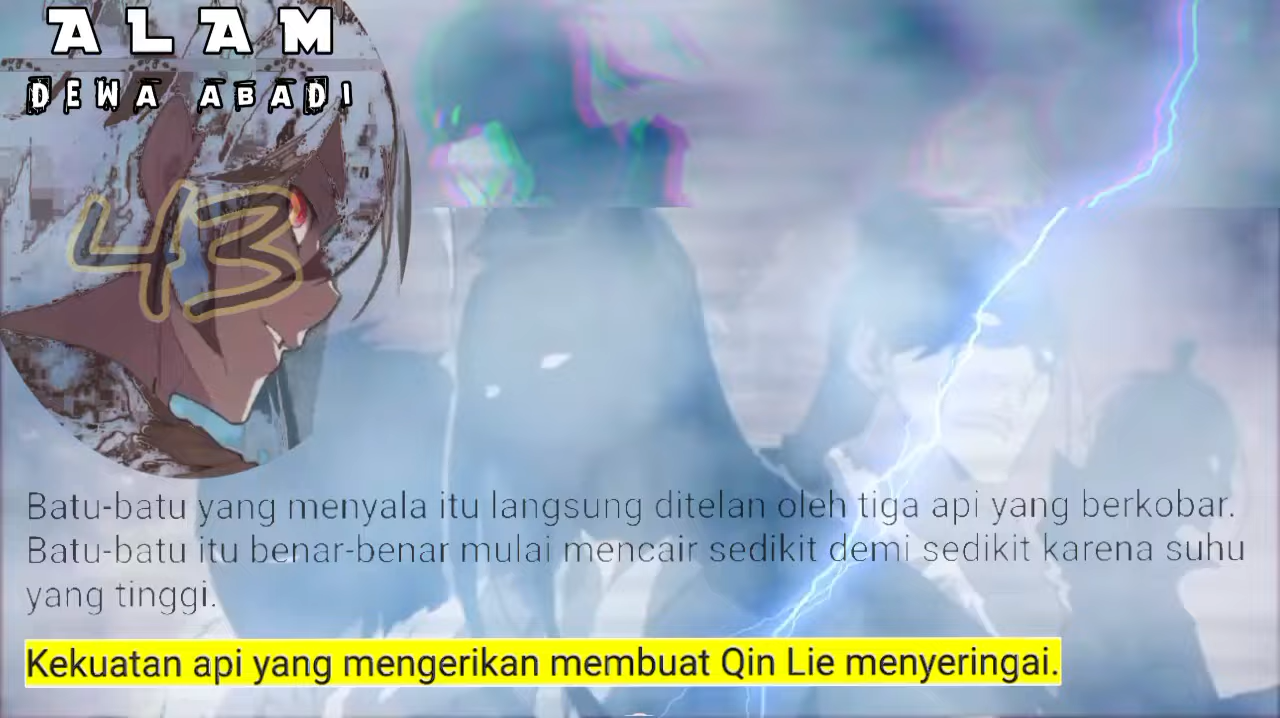 ALAM
DEWA ABADI
43
Batu-batu yang menyala itu langsung ditelan oleh tiga api yang berkobar.
Batu-batu itu benar-benar mulai mencair sedikit demi sedikit karena suhu
yang tinggi.
Kekuatan api yang mengerikan membuat Qin Lie menyeringai.